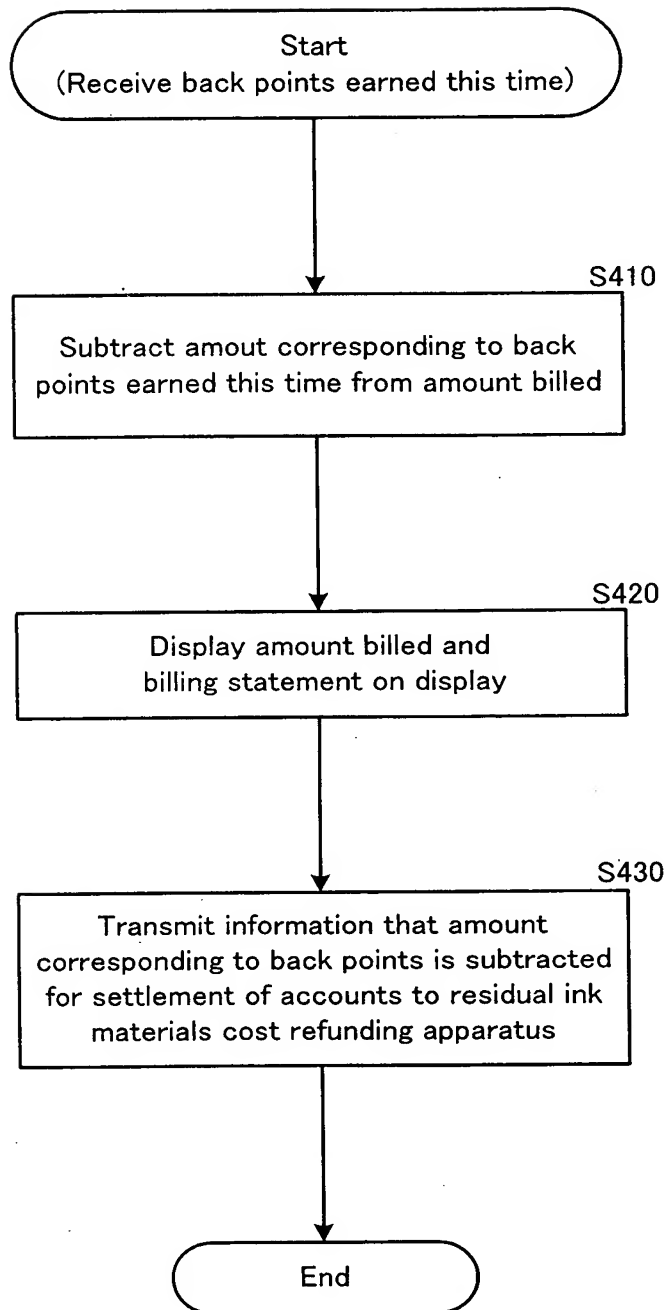 Start
(Receive back points earned this time)
S410
Subtract amout corresponding to back
points earned this time from amount billed
S420
Display amount billed and
billing statement on display
S430
Transmit information that amount
corresponding to back points is subtracted
for settlement of accounts to residual ink
materials cost refunding apparatus
End